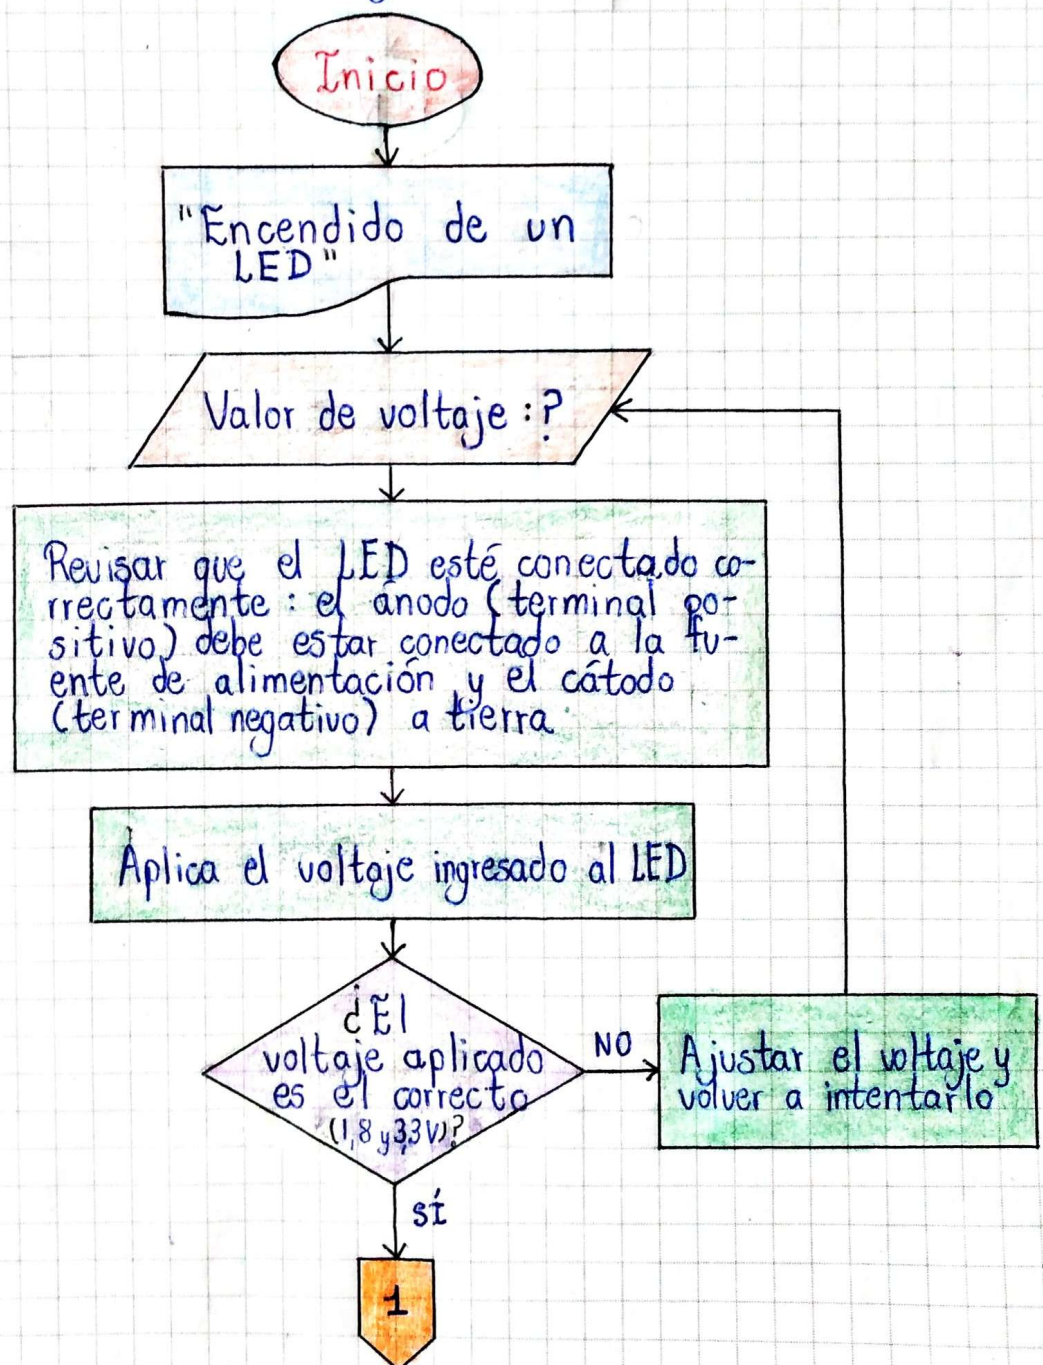 Inicio
"Encendido de un
LED"
Valor de voltaje :?
Revisar que el LED esté conectado co-
rrectamente : el ánodo (terminal po-
sitivo) debe estar conectado a la fu-
ente de alimentación y el cátodo
(terminal negativo) a tierra.
Aplica el voltaje ingresado al LED
¿El
voltaje aplicado
es el correcto
(1,8 y 3,3 V)?
NO
Ajustar el voltaje y
volver a intentarlo
sí
1